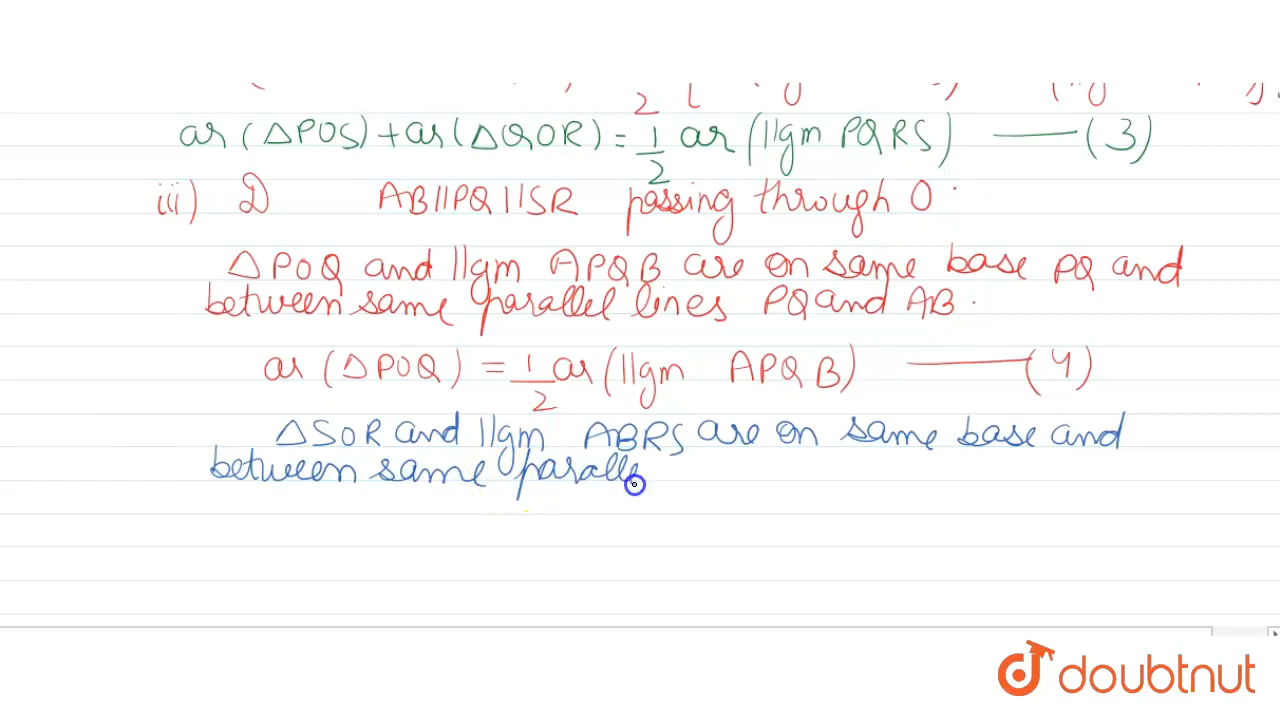 ar (△POS) + ar (△QOR) = 1/2 ar (||gm PQRS) —— (3)
iii) D AB||PQ||SR passing through O.
△POQ and ||gm APQB are on same base PQ and
between same parallel lines PQ and AB.
ar (△POQ) = 1/2 ar (||gm APQB) —— (4)
△SOR and ||gm ABRS are on same base and
between same paralle
doubtnut